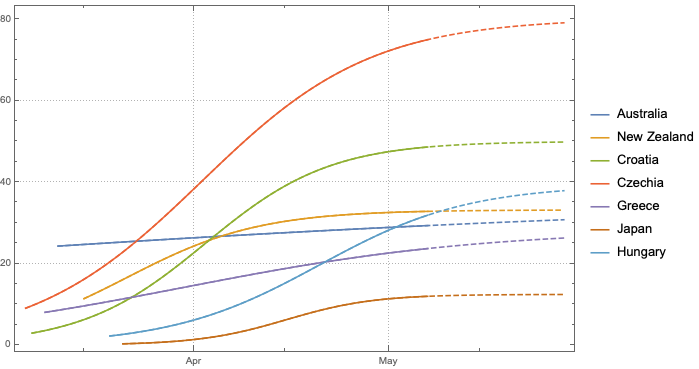 80
60
40
20
0
Apr
May
Australia
New Zealand
Croatia
Czechia
Greece
Japan
Hungary